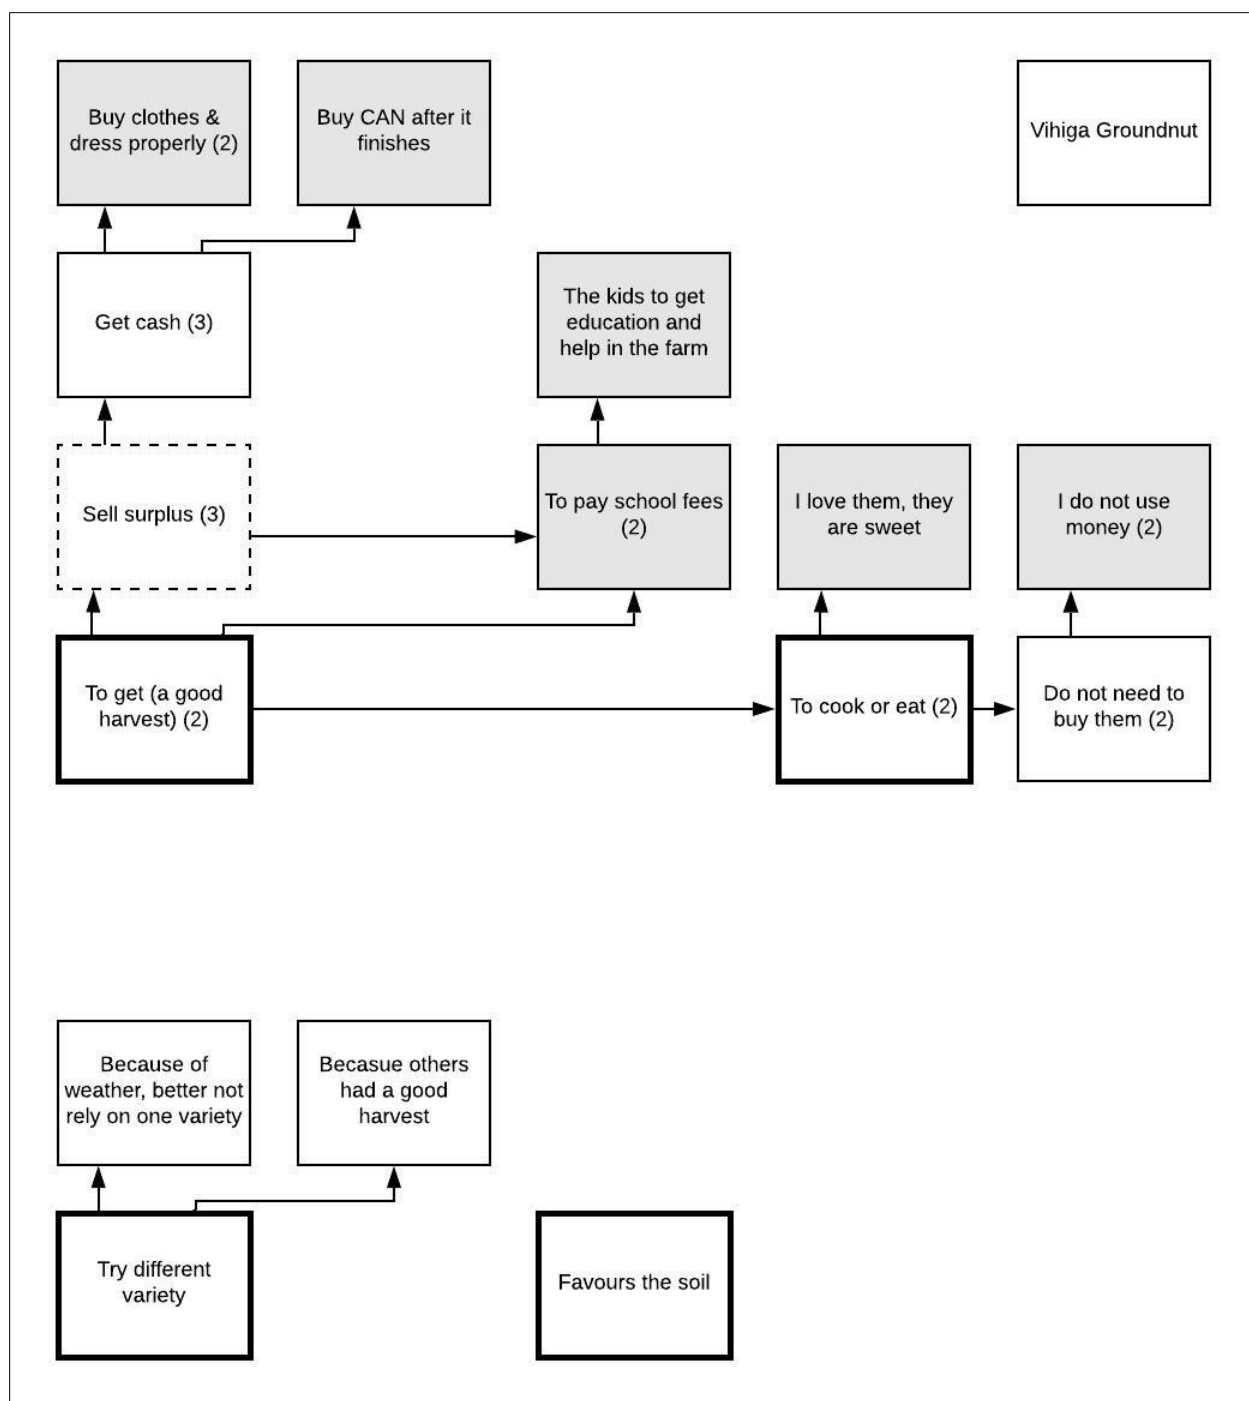 Buy clothes &
dress properly (2)
Buy CAN after it
finishes
Vihiga Groundnut
Get cash (3)
The kids to get
education and
help in the farm
Sell surplus (3)
To pay school fees
(2)
I love them, they
are sweet
I do not use
money (2)
To get (a good
harvest) (2)
To cook or eat (2)
Do not need to
buy them (2)
Because of
weather, better not
rely on one variety
Becasue others
had a good
harvest
Try different
variety
Favours the soil